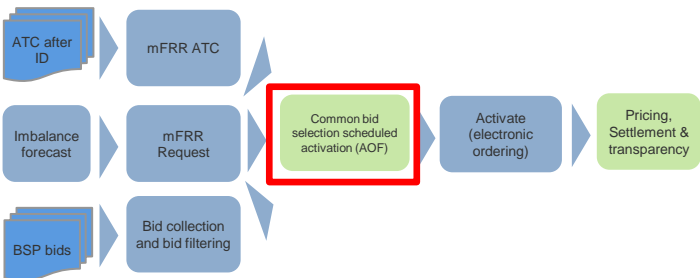 ATC after
ID
mFRR ATC
Imbalance
forecast
mFRR
Request
Common bid
selection scheduled
activation (AOF)
Activate
(electronic
ordering)
Pricing,
Settlement &
transparency
BSP bids
Bid collection
and bid filtering